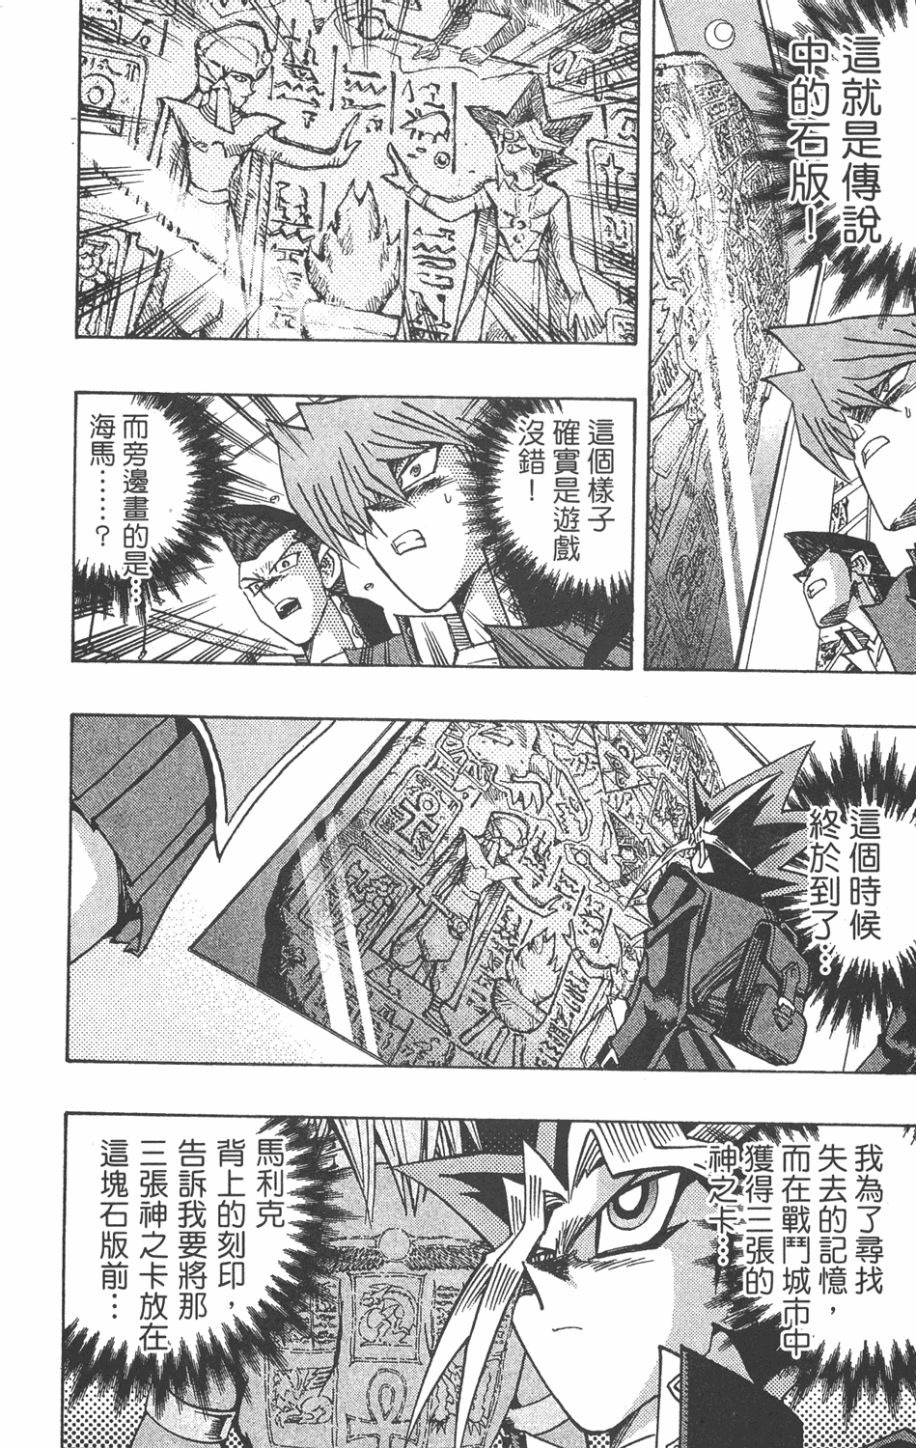 這就是傳說
中的石版！
這個樣子
確實是遊戲
沒錯！
而旁邊畫的是…
海馬……？
這個時候
終於到了…
我為了尋找
失去的記憶，
而在戰鬥城市中
獲得三張的
神之卡…
馬利克
背上的刻印，
告訴我要將那
三張神之卡放在
這塊石版前…